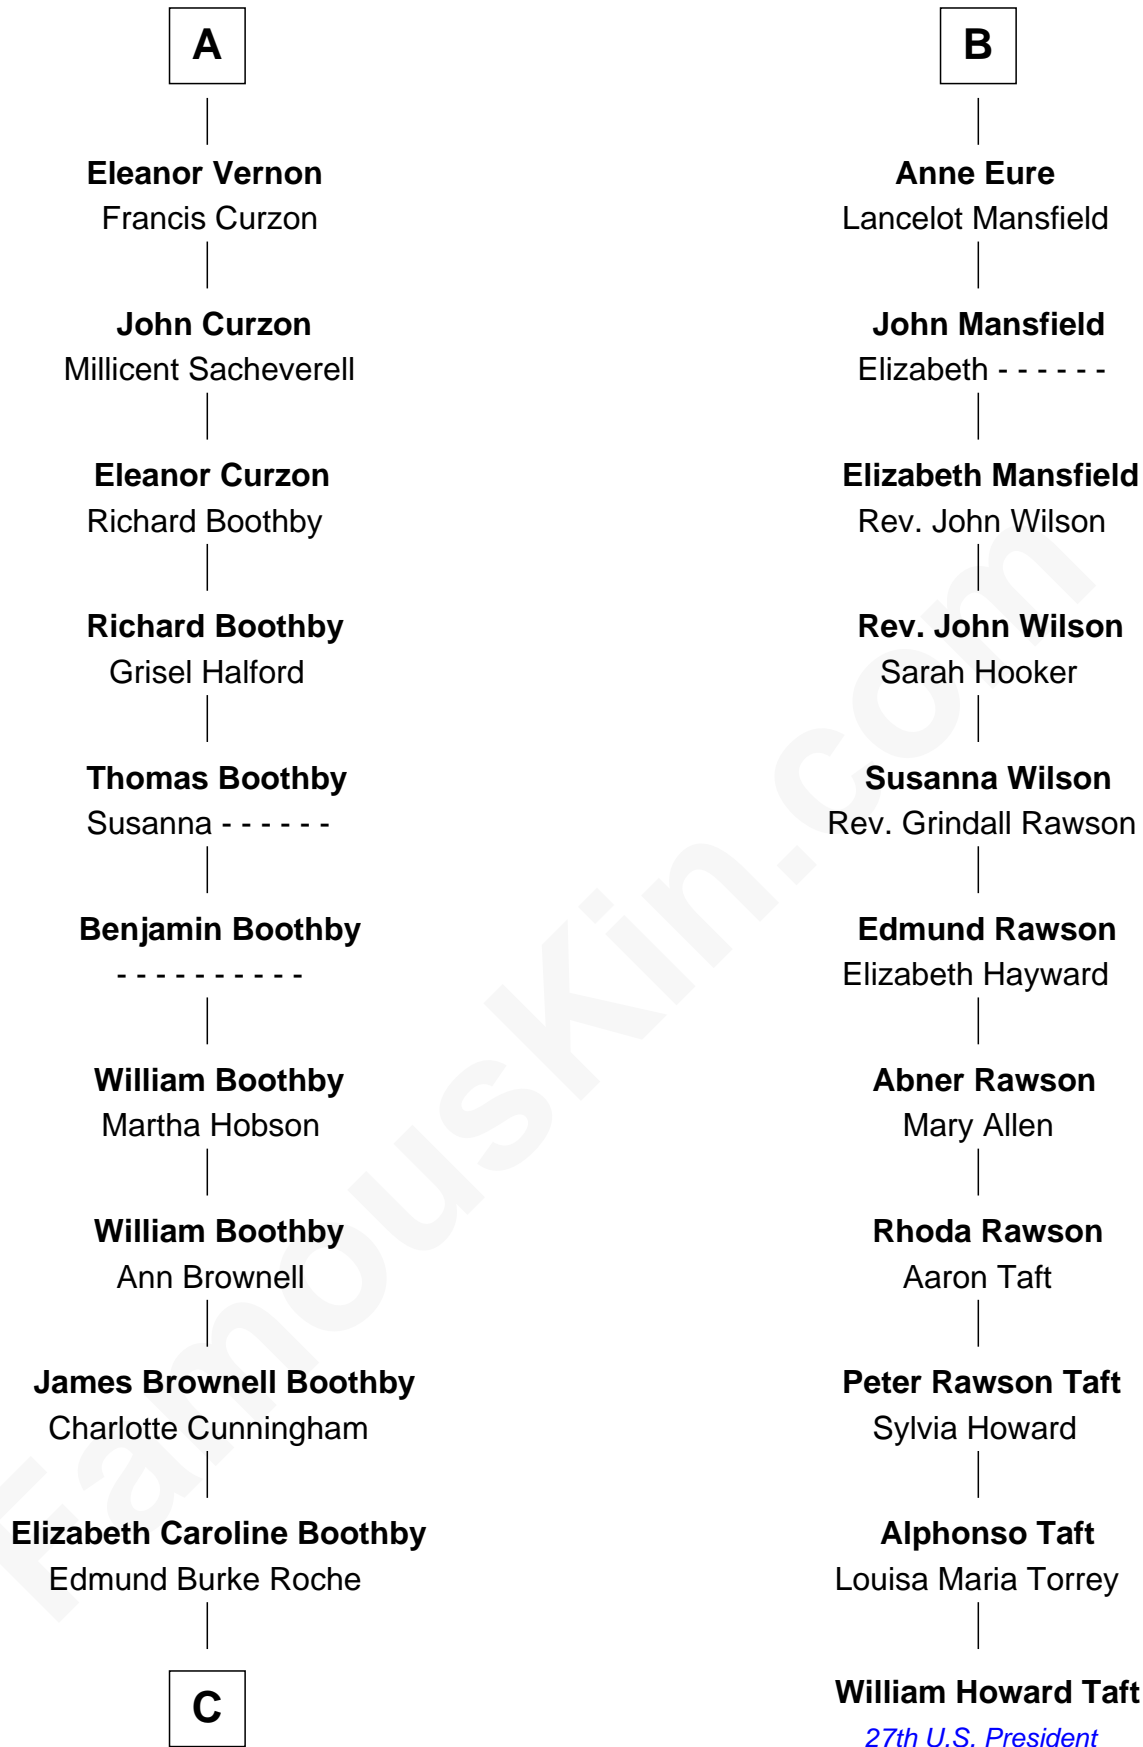 A
Eleanor Vernon
Francis Curzon
John Curzon
Millicent Sacheverell
Eleanor Curzon
Richard Boothby
Richard Boothby
Grisel Halford
Thomas Boothby
Susanna - - - - - -
Benjamin Boothby
- - - - - - - - - -
William Boothby
Martha Hobson
William Boothby
Ann Brownell
James Brownell Boothby
Charlotte Cunningham
Elizabeth Caroline Boothby
Edmund Burke Roche
C
B
Anne Eure
Lancelot Mansfield
John Mansfield
Elizabeth - - - - - -
Elizabeth Mansfield
Rev. John Wilson
Rev. John Wilson
Sarah Hooker
Susanna Wilson
Rev. Grindall Rawson
Edmund Rawson
Elizabeth Hayward
Abner Rawson
Mary Allen
Rhoda Rawson
Aaron Taft
Peter Rawson Taft
Sylvia Howard
Alphonso Taft
Louisa Maria Torrey
William Howard Taft
27th U.S. President
FamousKin.com